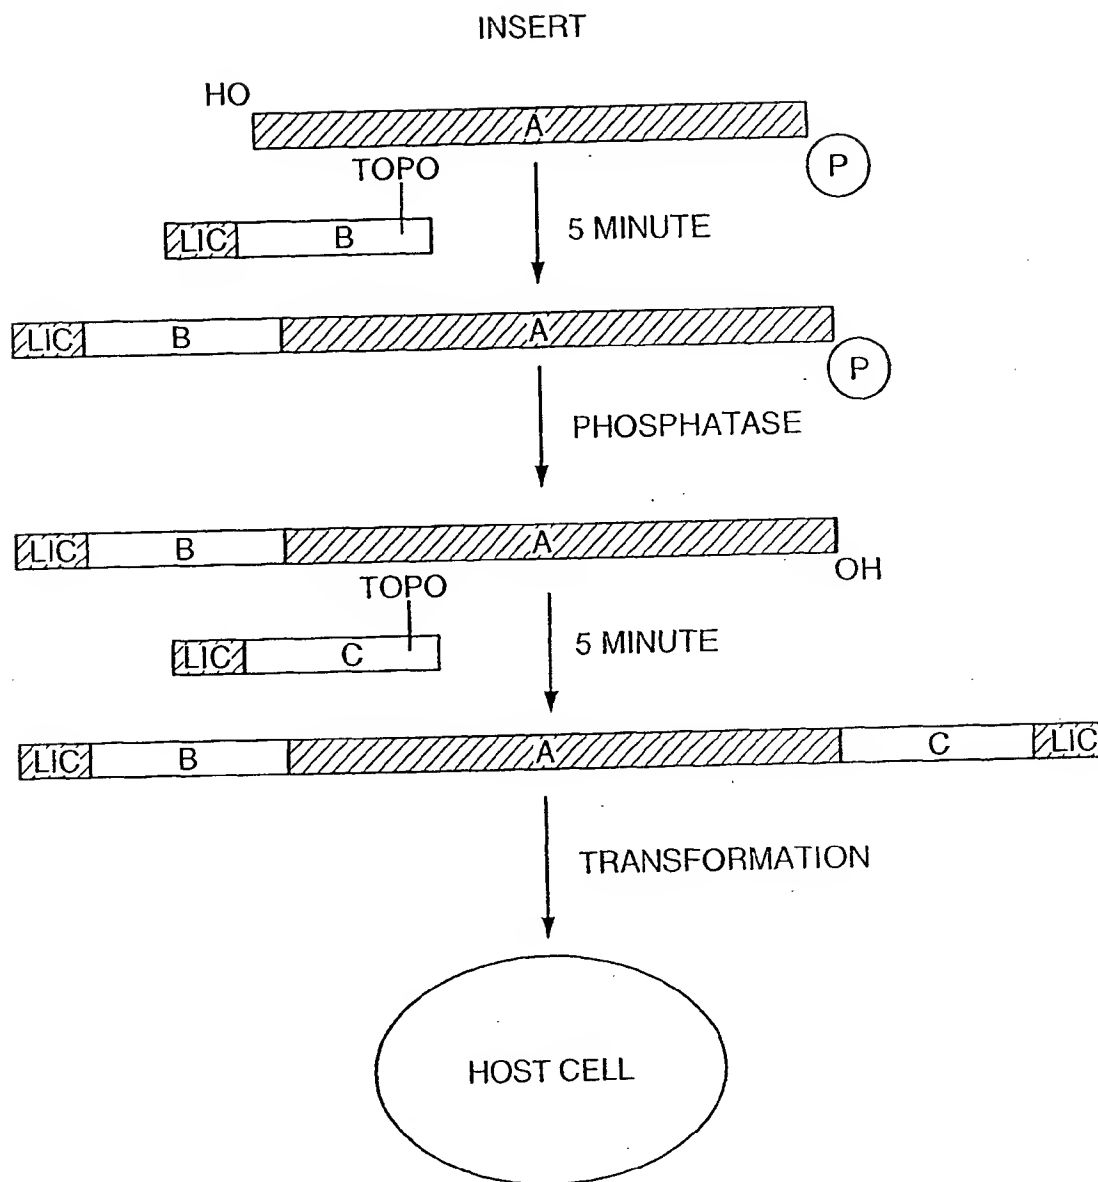 INSERT
HO
A
P
TOPO
LIC B
5 MINUTE
LIC B A
P
PHOSPHATASE
LIC B A
OH
TOPO
LIC C
5 MINUTE
LIC B A C LIC
TRANSFORMATION
HOST CELL